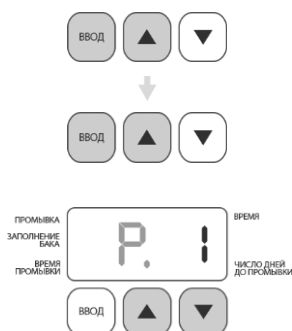 ВВОД
ВВОД
ПРОМЫВКА
ЗАПОЛНЕНИЕ
БАКА
ВРЕМЯ
ПРОМЫВКИ
P. 1
ВРЕМЯ
ЧИСЛО ДНЕЙ
ДО ПРОМЫВКИ
ВВОД